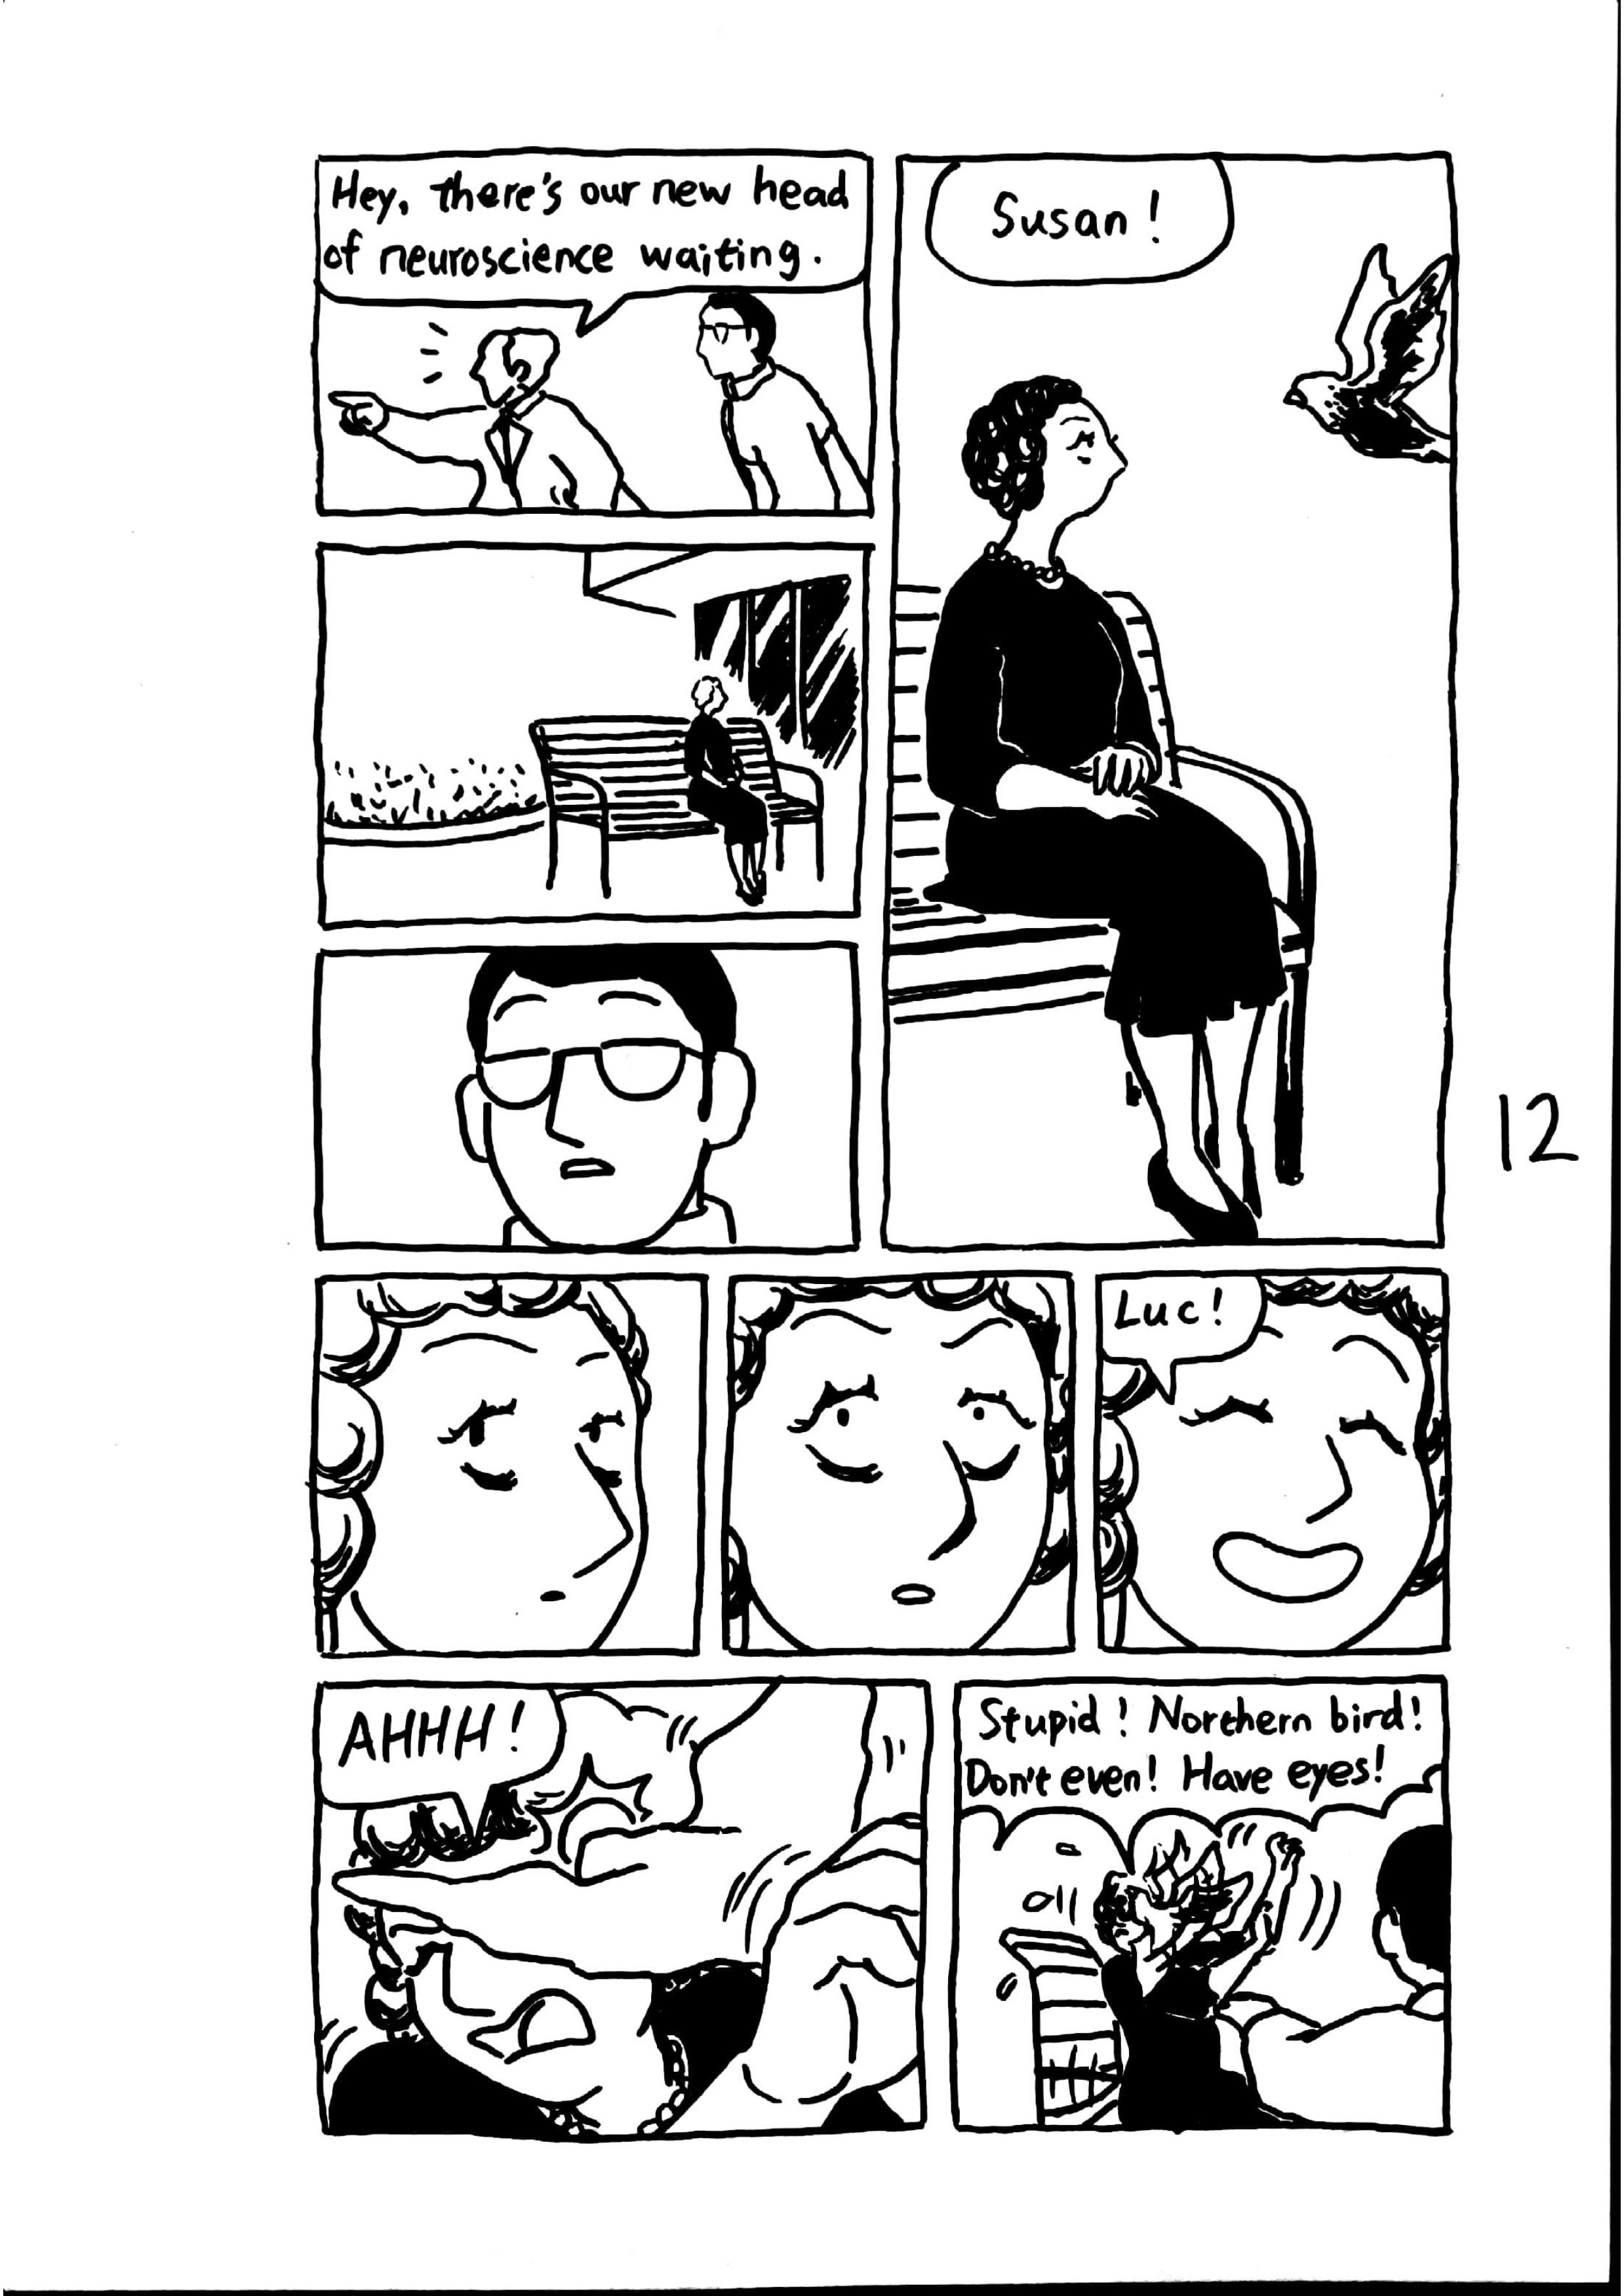 Hey, there's our new head
of neuroscience waiting.
Susan!
Luc!
AHHH!
Stupid! Northern bird!
Don't even! Have eyes!
12